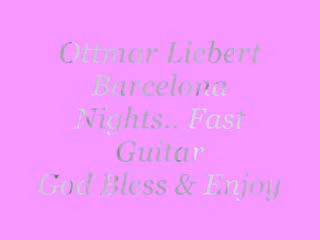 Ottmar Liebert
Barcelona
Nights.. Fast
Guitar
God Bless & Enjoy